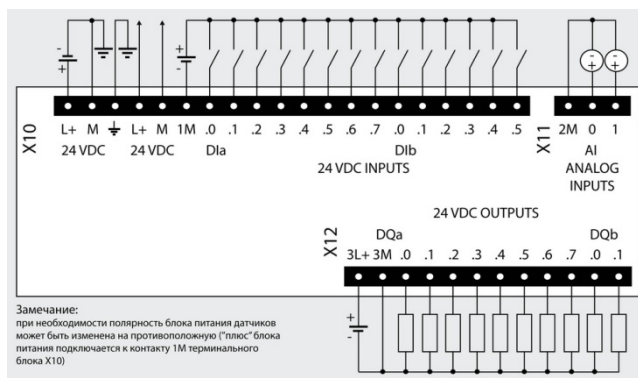 X10
L+ M L+ M 1M .0 .1 .2 .3 .4 .5 .6 .7 .0 .1 .2 .3 .4 .5
24 VDC 24 VDC DIa DIb
24 VDC INPUTS
X11
2M 0 1
AI
ANALOG
INPUTS
24 VDC OUTPUTS
X12
DQa DQb
3L+ 3M .0 .1 .2 .3 .4 .5 .6 .7 .0 .1
Замечание:
при необходимости полярность блока питания датчиков
может быть изменена на противоположную ("плюс" блока
питания подключается к контакту 1M терминального
блока X10)